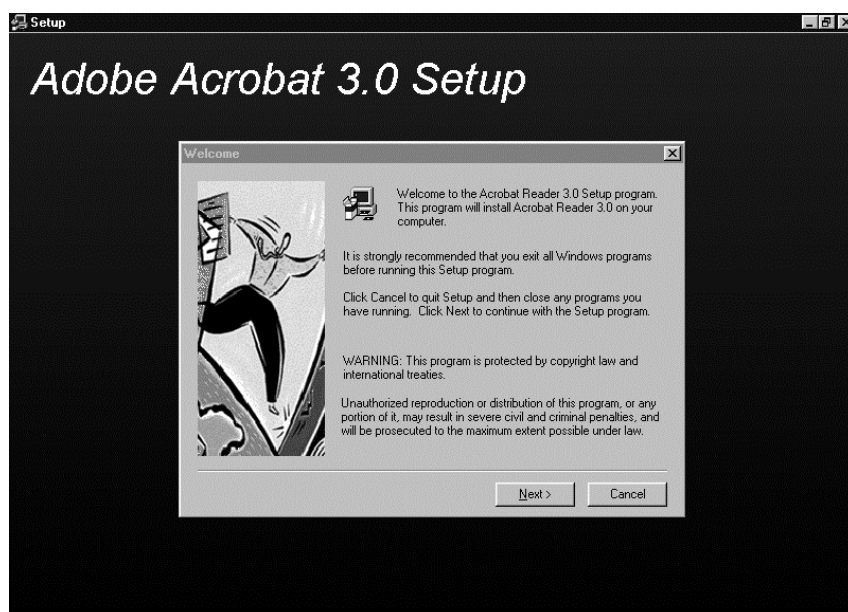 Setup
Adobe Acrobat 3.0 Setup
Welcome
Welcome to the Acrobat Reader 3.0 Setup program.
This program will install Acrobat Reader 3.0 on your
computer.
It is strongly recommended that you exit all Windows programs
before running this Setup program.
Click Cancel to quit Setup and then close any programs you
have running. Click Next to continue with the Setup program.
WARNING: This program is protected by copyright law and
international treaties.
Unauthorized reproduction or distribution of this program, or any
portion of it, may result in severe civil and criminal penalties, and
will be prosecuted to the maximum extent possible under law.
Next >
Cancel